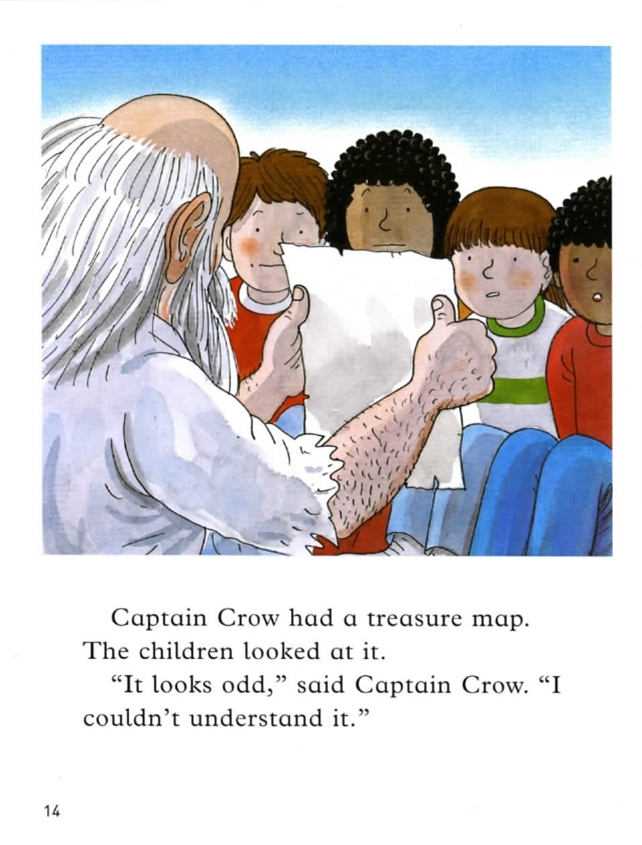 Captain Crow had a treasure map.
The children looked at it.
“It looks odd,” said Captain Crow. “I
couldn’t understand it.”
14